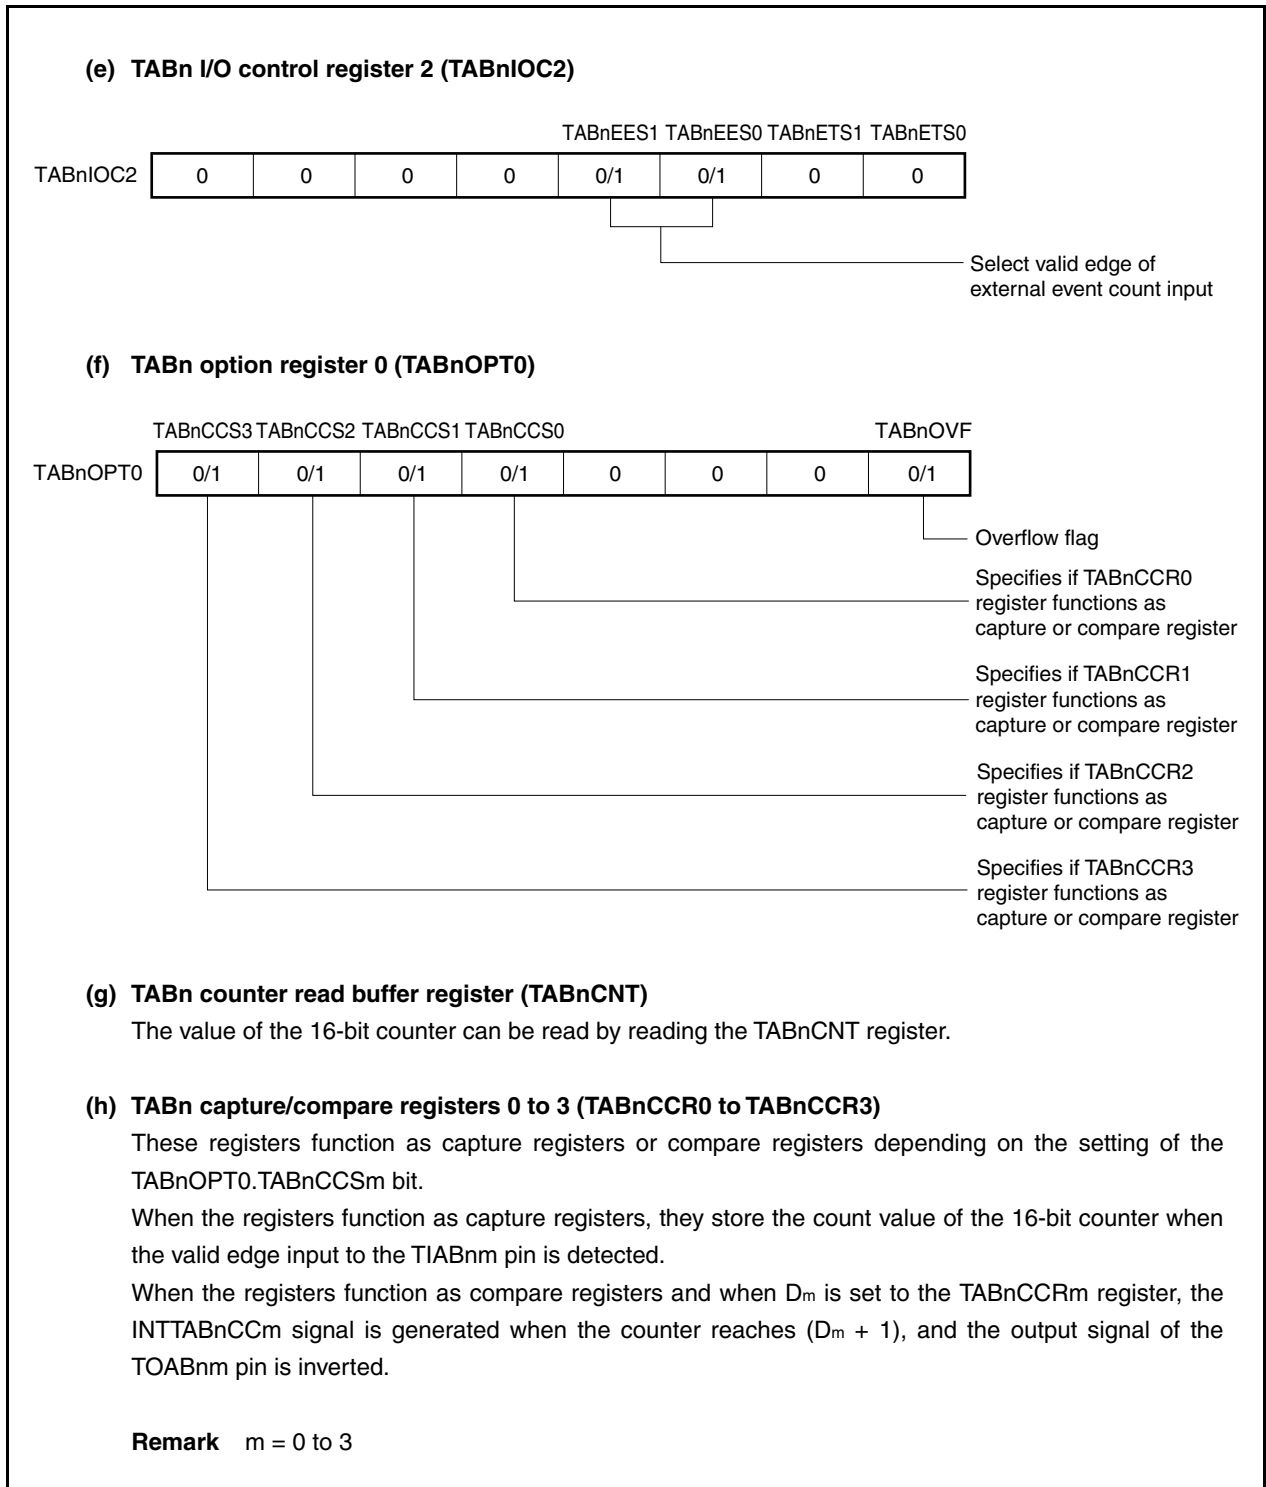 (e) TABn I/O control register 2 (TABnIOC2)
TABnEES1 TABnEES0 TABnETS1 TABnETS0
TABnIOC2 0 0 0 0 0/1 0/1 0 0
Select valid edge of
external event count input
(f) TABn option register 0 (TABnOPT0)
TABnCCS3 TABnCCS2 TABnCCS1 TABnCCS0 TABnOVF
TABnOPT0 0/1 0/1 0/1 0/1 0 0 0 0/1
Overflow flag
Specifies if TABnCCR0
register functions as
capture or compare register
Specifies if TABnCCR1
register functions as
capture or compare register
Specifies if TABnCCR2
register functions as
capture or compare register
Specifies if TABnCCR3
register functions as
capture or compare register
(g) TABn counter read buffer register (TABnCNT)
The value of the 16-bit counter can be read by reading the TABnCNT register.
(h) TABn capture/compare registers 0 to 3 (TABnCCR0 to TABnCCR3)
These registers function as capture registers or compare registers depending on the setting of the
TABnOPT0.TABnCCSm bit.
When the registers function as capture registers, they store the count value of the 16-bit counter when
the valid edge input to the TIABnm pin is detected.
When the registers function as compare registers and when Dm is set to the TABnCCRm register, the
INTTABnCCm signal is generated when the counter reaches (Dm + 1), and the output signal of the
TOABnm pin is inverted.
Remark m = 0 to 3